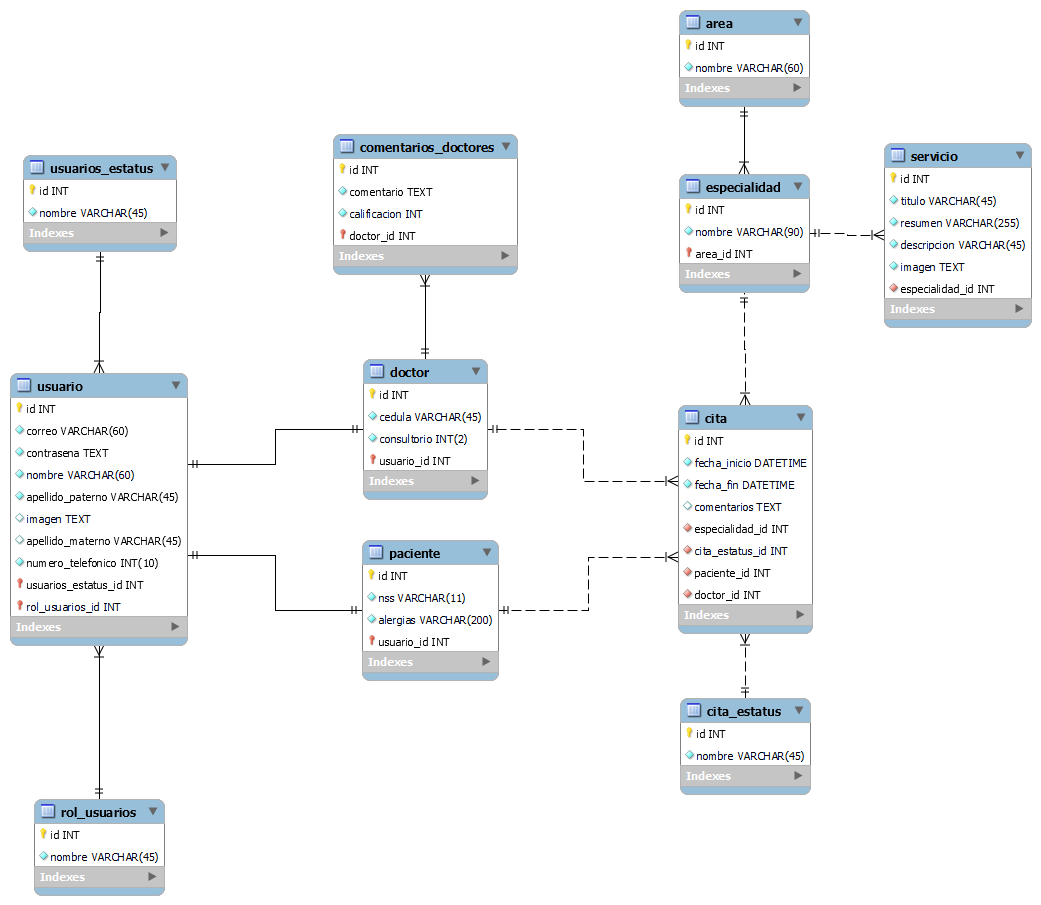 area
id INT
nombre VARCHAR(60)
Indexes
usuarios_estatus
id INT
nombre VARCHAR(45)
Indexes
comentarios_doctores
id INT
comentario TEXT
calificacion INT
doctor_id INT
Indexes
especialidad
id INT
nombre VARCHAR(90)
area_id INT
Indexes
servicio
id INT
titulo VARCHAR(45)
resumen VARCHAR(255)
descripcion VARCHAR(45)
imagen TEXT
especialidad_id INT
Indexes
usuario
id INT
correo VARCHAR(60)
contrasena TEXT
nombre VARCHAR(60)
apellido_paterno VARCHAR(45)
imagen TEXT
apellido_materno VARCHAR(45)
numero_telefonico INT(10)
usuarios_estatus_id INT
rol_usuarios_id INT
Indexes
doctor
id INT
cedula VARCHAR(45)
consultorio INT(2)
usuario_id INT
Indexes
cita
id INT
fecha_inicio DATETIME
fecha_fin DATETIME
comentarios TEXT
especialidad_id INT
cita_estatus_id INT
paciente_id INT
doctor_id INT
Indexes
paciente
id INT
nss VARCHAR(11)
alergias VARCHAR(200)
usuario_id INT
Indexes
cita_estatus
id INT
nombre VARCHAR(45)
Indexes
rol_usuarios
id INT
nombre VARCHAR(45)
Indexes